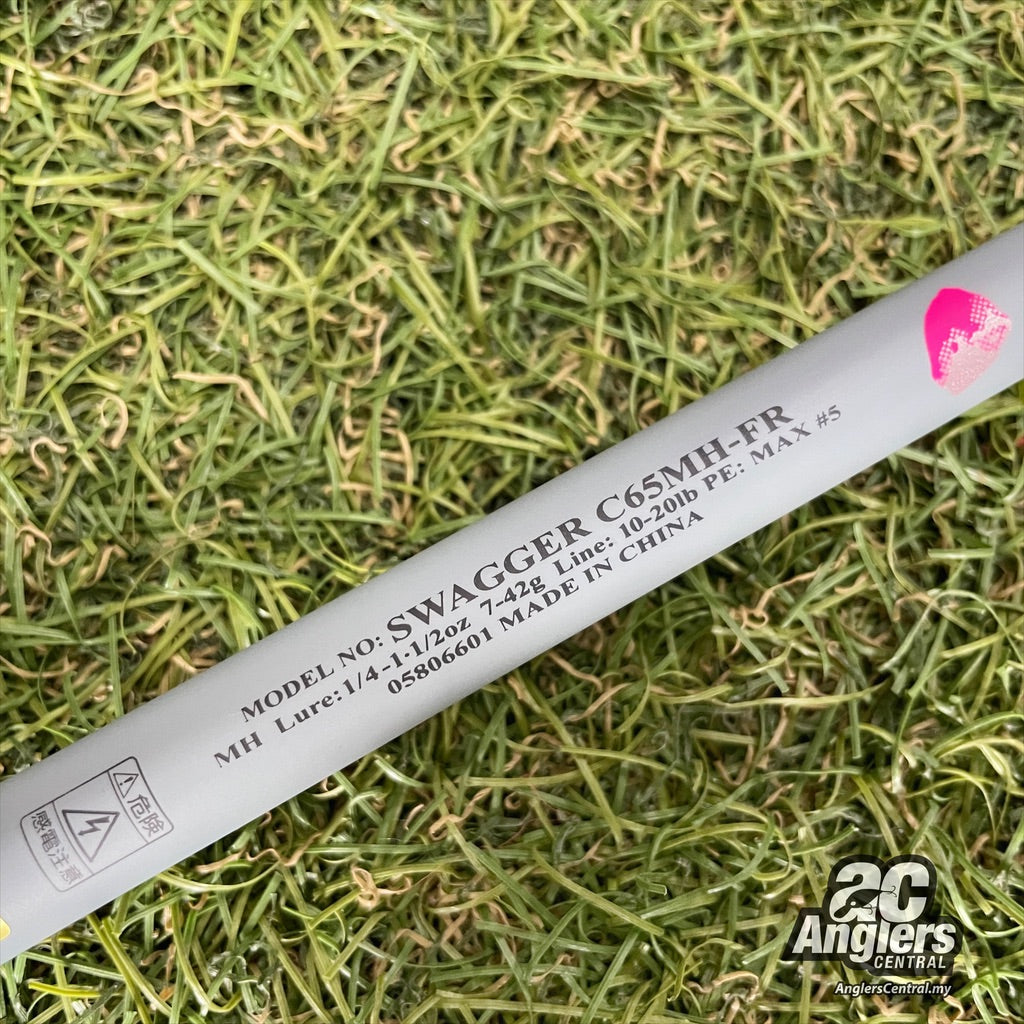 MODEL NO: SWAGGER C65MH-FR
MH Lure: 1/4-1·1/2oz 7-42g Line: 10-20lb PE: MAX #5
05806601 MADE IN CHINA
⚠危険
感電注意
ac
Anglers
CENTRAL
AnglersCentral.my